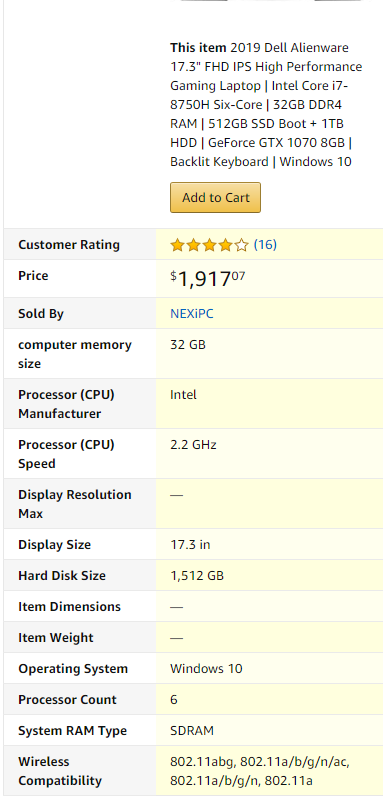 This item 2019 Dell Alienware
17.3" FHD IPS High Performance
Gaming Laptop | Intel Core i7-
8750H Six-Core | 32GB DDR4
RAM | 512GB SSD Boot + 1TB
HDD | GeForce GTX 1070 8GB |
Backlit Keyboard | Windows 10
Add to Cart
Customer Rating (16)
Price $1,91707
Sold By NEXiPC
computer memory
size 32 GB
Processor (CPU)
Manufacturer Intel
Processor (CPU)
Speed 2.2 GHz
Display Resolution
Max —
Display Size 17.3 in
Hard Disk Size 1,512 GB
Item Dimensions —
Item Weight —
Operating System Windows 10
Processor Count 6
System RAM Type SDRAM
Wireless 802.11abg, 802.11a/b/g/n/ac,
Compatibility 802.11a/b/g/n, 802.11a